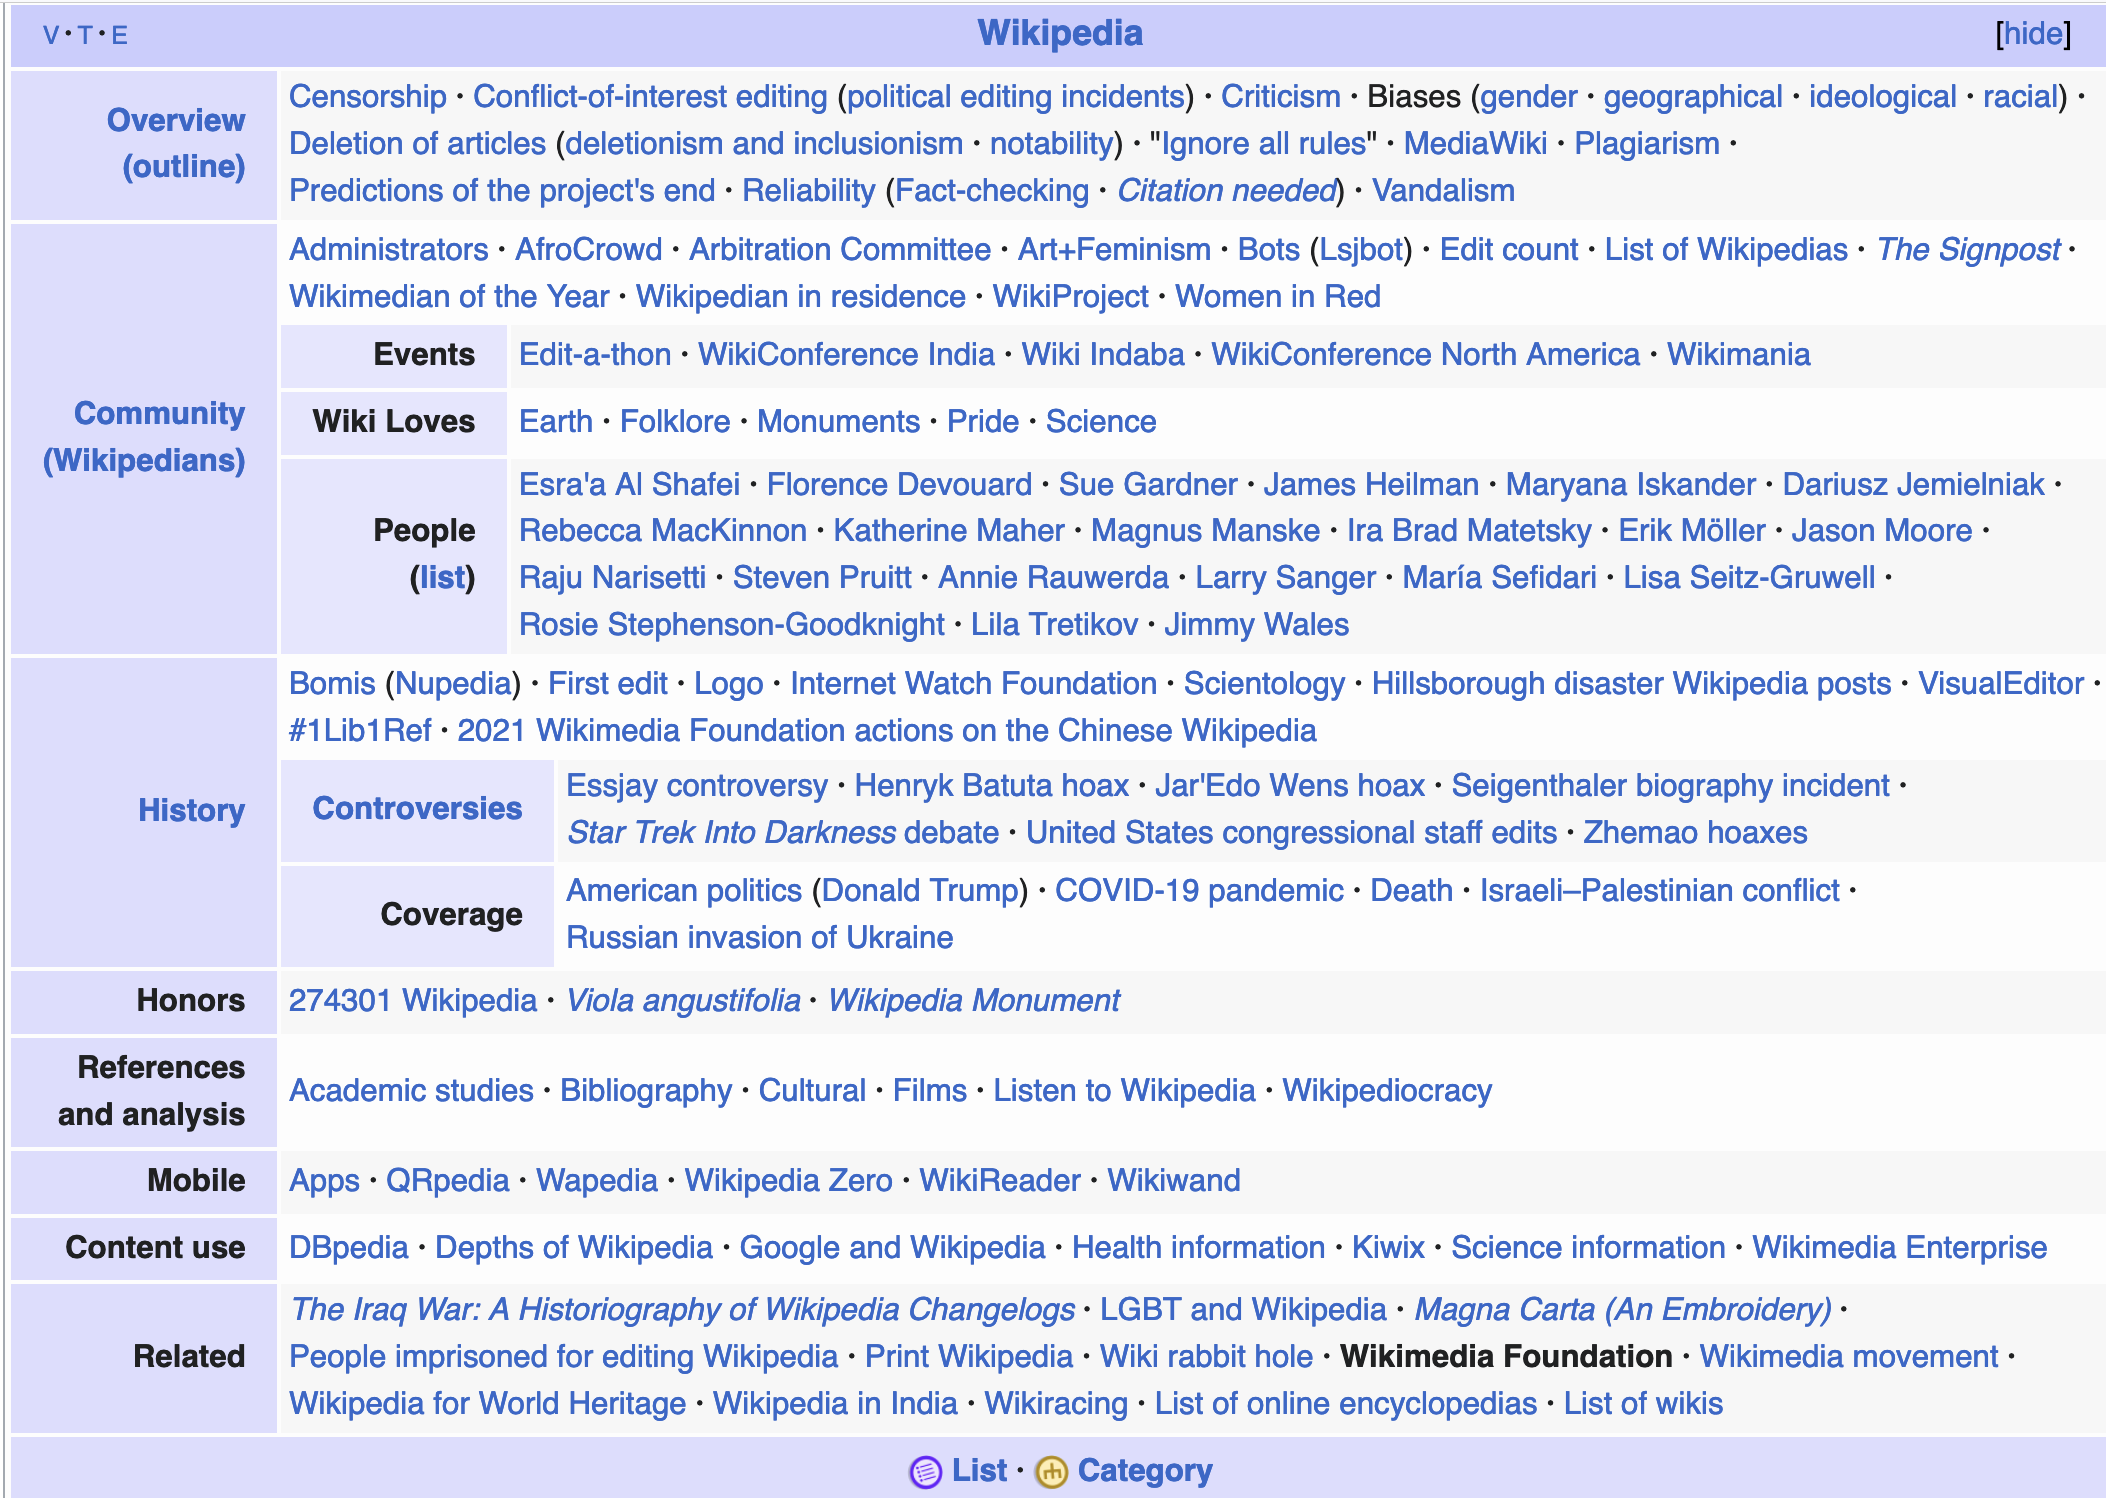 V · T · E
Wikipedia
[hide]
Overview
(outline)
Censorship · Conflict-of-interest editing (political editing incidents) · Criticism · Biases (gender · geographical · ideological · racial) ·
Deletion of articles (deletionism and inclusionism · notability) · "Ignore all rules" · MediaWiki · Plagiarism ·
Predictions of the project's end · Reliability (Fact-checking · Citation needed) · Vandalism
Community
(Wikipedians)
Administrators · AfroCrowd · Arbitration Committee · Art+Feminism · Bots (Lsjbot) · Edit count · List of Wikipedias · The Signpost ·
Wikimedian of the Year · Wikipedian in residence · WikiProject · Women in Red
Events
Edit-a-thon · WikiConference India · Wiki Indaba · WikiConference North America · Wikimania
Wiki Loves
Earth · Folklore · Monuments · Pride · Science
People
(list)
Esra'a Al Shafei · Florence Devouard · Sue Gardner · James Heilman · Maryana Iskander · Dariusz Jemielniak ·
Rebecca MacKinnon · Katherine Maher · Magnus Manske · Ira Brad Matetsky · Erik Möller · Jason Moore ·
Raju Narisetti · Steven Pruitt · Annie Rauwerda · Larry Sanger · María Sefidari · Lisa Seitz-Gruwell ·
Rosie Stephenson-Goodknight · Lila Tretikov · Jimmy Wales
History
Bomis (Nupedia) · First edit · Logo · Internet Watch Foundation · Scientology · Hillsborough disaster Wikipedia posts · VisualEditor ·
#1Lib1Ref · 2021 Wikimedia Foundation actions on the Chinese Wikipedia
Controversies
Essjay controversy · Henryk Batuta hoax · Jar'Edo Wens hoax · Seigenthaler biography incident ·
Star Trek Into Darkness debate · United States congressional staff edits · Zhemao hoaxes
Coverage
American politics (Donald Trump) · COVID-19 pandemic · Death · Israeli–Palestinian conflict ·
Russian invasion of Ukraine
Honors
274301 Wikipedia · Viola angustifolia · Wikipedia Monument
References
and analysis
Academic studies · Bibliography · Cultural · Films · Listen to Wikipedia · Wikipediocracy
Mobile
Apps · QRpedia · Wapedia · Wikipedia Zero · WikiReader · Wikiwand
Content use
DBpedia · Depths of Wikipedia · Google and Wikipedia · Health information · Kiwix · Science information · Wikimedia Enterprise
Related
The Iraq War: A Historiography of Wikipedia Changelogs · LGBT and Wikipedia · Magna Carta (An Embroidery) ·
People imprisoned for editing Wikipedia · Print Wikipedia · Wiki rabbit hole · Wikimedia Foundation · Wikimedia movement ·
Wikipedia for World Heritage · Wikipedia in India · Wikiracing · List of online encyclopedias · List of wikis
List · Category